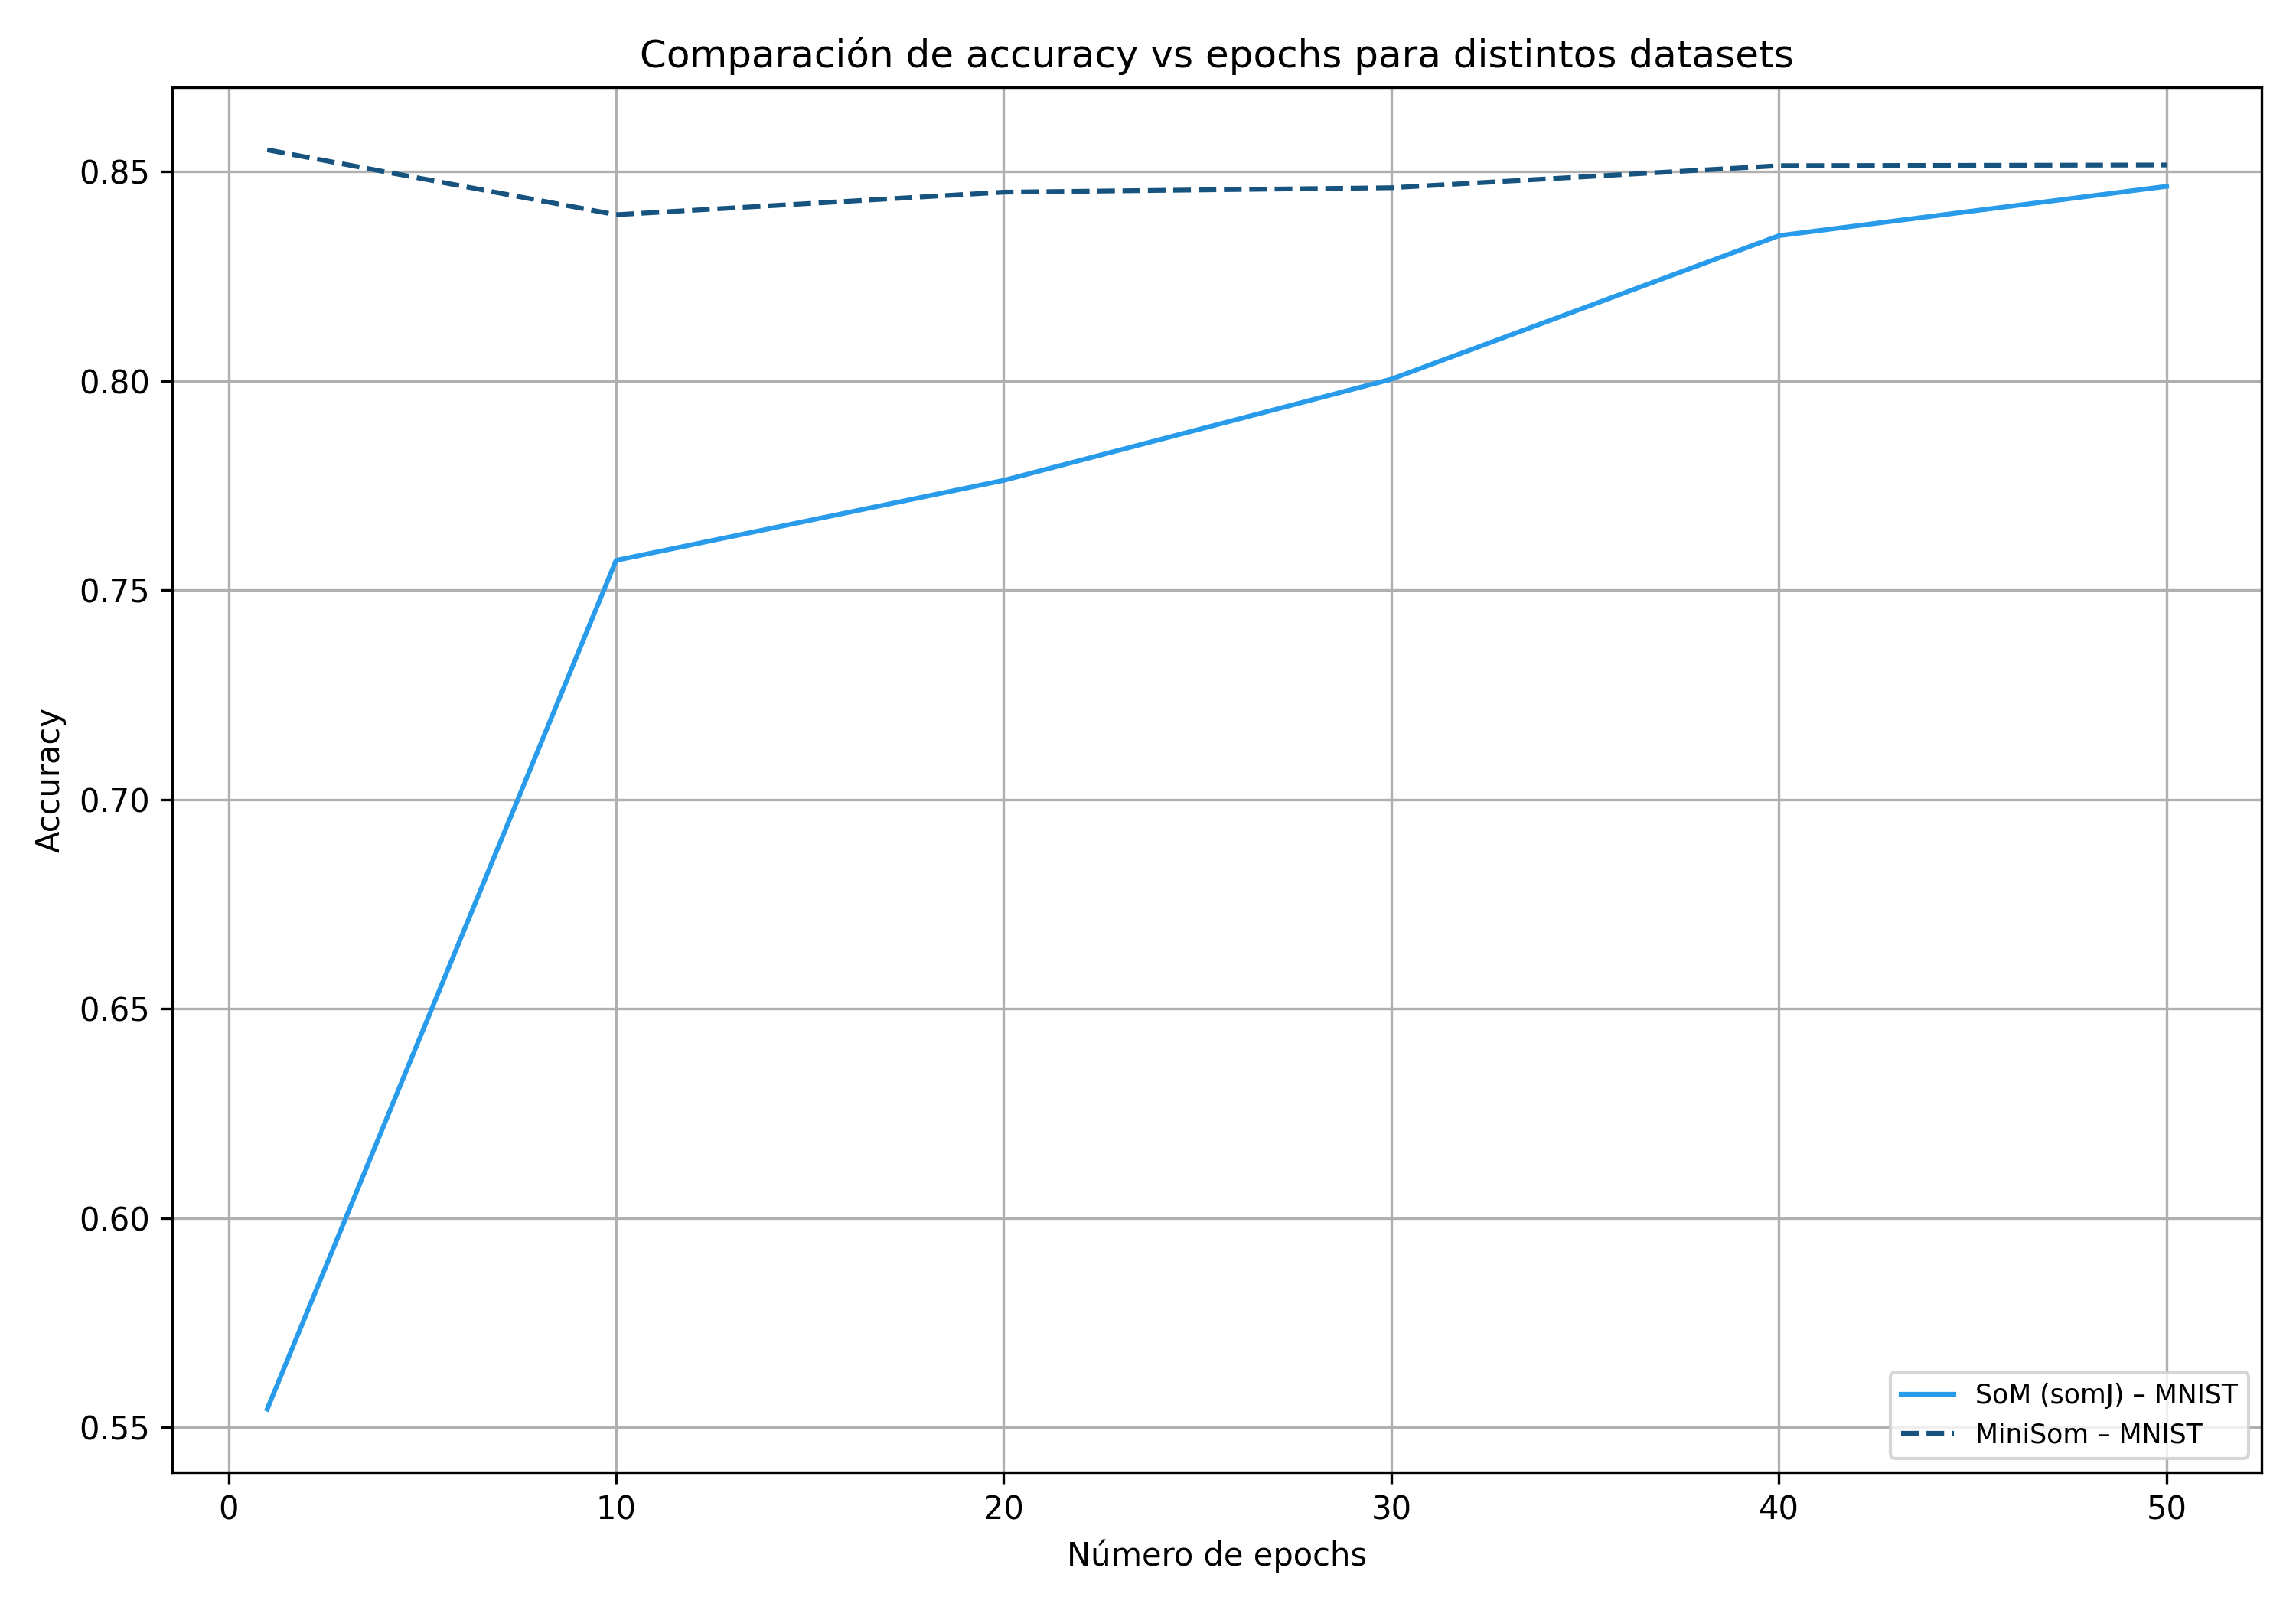 Comparación de accuracy vs epochs para distintos datasets
0.85
0.80
0.75
0.70
0.65
0.60
0.55
Accuracy
0 10 20 30 40 50
Número de epochs
SoM (somJ) – MNIST
MiniSom – MNIST